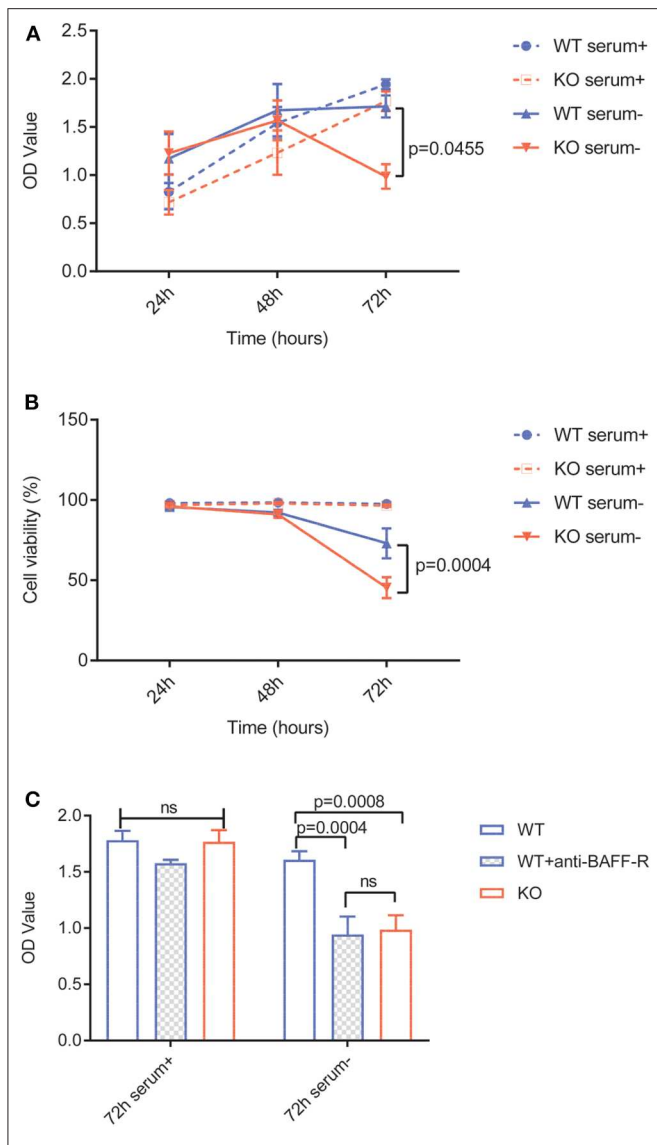 A
2.5
2.0
1.5
1.0
0.5
0.0
OD Value
24h
48h
72h
Time (hours)
p=0.0455
WT serum+
KO serum+
WT serum-
KO serum-
B
150
100
50
0
Cell viability (%)
24h
48h
72h
Time (hours)
p=0.0004
WT serum+
KO serum+
WT serum-
KO serum-
C
2.0
1.5
1.0
0.5
0.0
OD Value
ns
p=0.0008
p=0.0004
ns
72h serum+
72h serum-
WT
WT+anti-BAFF-R
KO